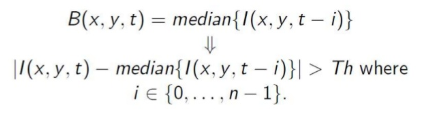 B(x, y, t) = median{I(x, y, t − i)}
⇓
|I(x, y, t) − median{I(x, y, t − i)}| > Th where
i ∈ {0, . . . , n − 1}.